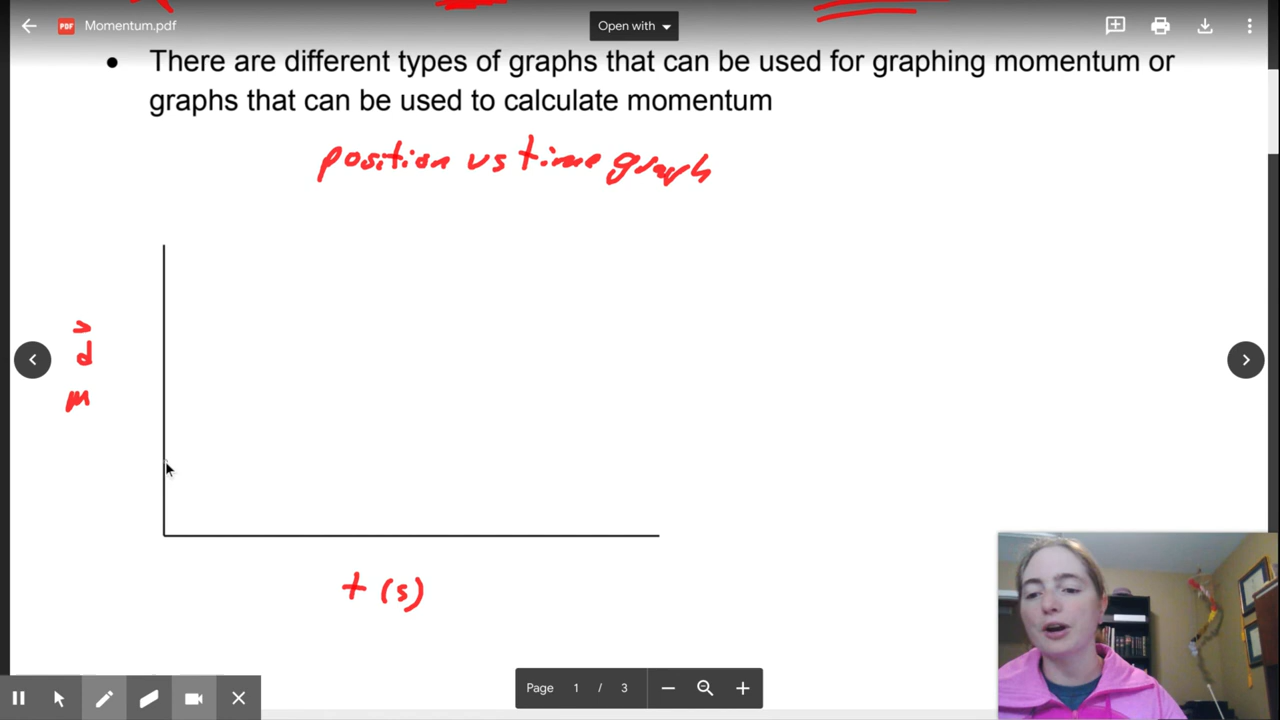 Momentum.pdf
Open with
PDF
• There are different types of graphs that can be used for graphing momentum or
graphs that can be used to calculate momentum
position vs time graph
d
m
t (s)
Page 1 / 3